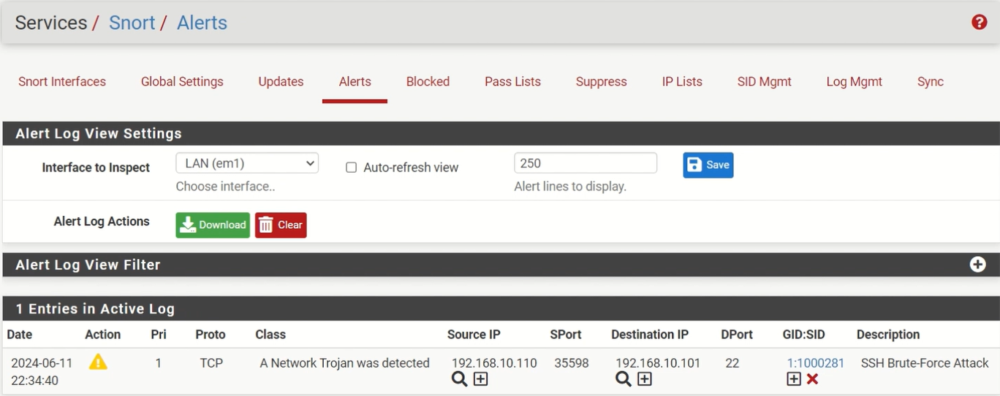 Services / Snort / Alerts
?
Snort Interfaces Global Settings Updates Alerts Blocked Pass Lists Suppress IP Lists SID Mgmt Log Mgmt Sync
Alert Log View Settings
Interface to Inspect LAN (em1) Auto-refresh view 250 Save
Choose interface.. Alert lines to display.
Alert Log Actions Download Clear
Alert Log View Filter
1 Entries in Active Log
Date Action Pri Proto Class Source IP SPort Destination IP DPort GID:SID Description
2024-06-11 1 TCP A Network Trojan was detected 192.168.10.110 35598 192.168.10.101 22 1:1000281 SSH Brute-Force Attack
22:34:40